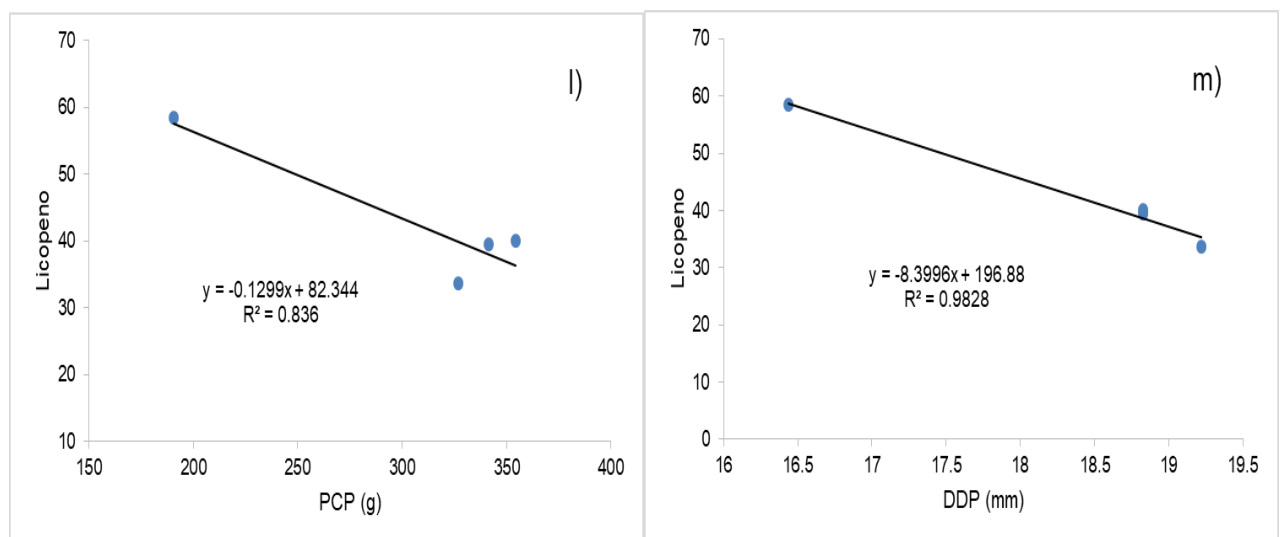 l)
Licopeno
70
60
50
40
30
20
10
y = -0.1299x + 82.344
R² = 0.836
150 200 250 300 350 400
PCP (g)
m)
Licopeno
70
60
50
40
30
20
10
0
y = -8.3996x + 196.88
R² = 0.9828
16 16.5 17 17.5 18 18.5 19 19.5
DDP (mm)